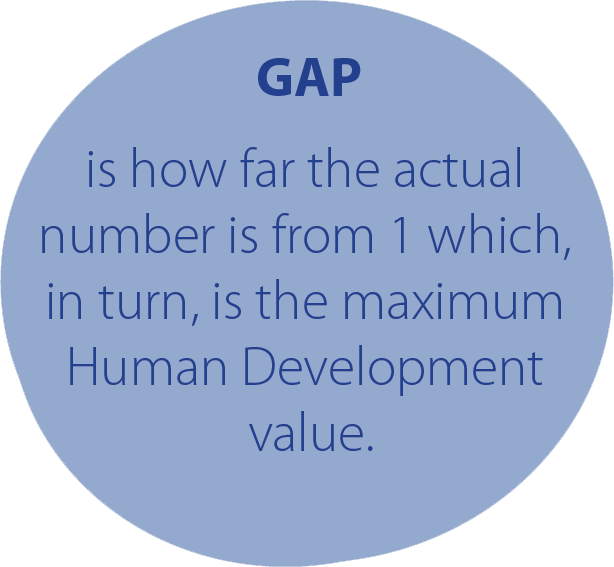 GAP
is how far the actual
number is from 1 which,
in turn, is the maximum
Human Development
value.